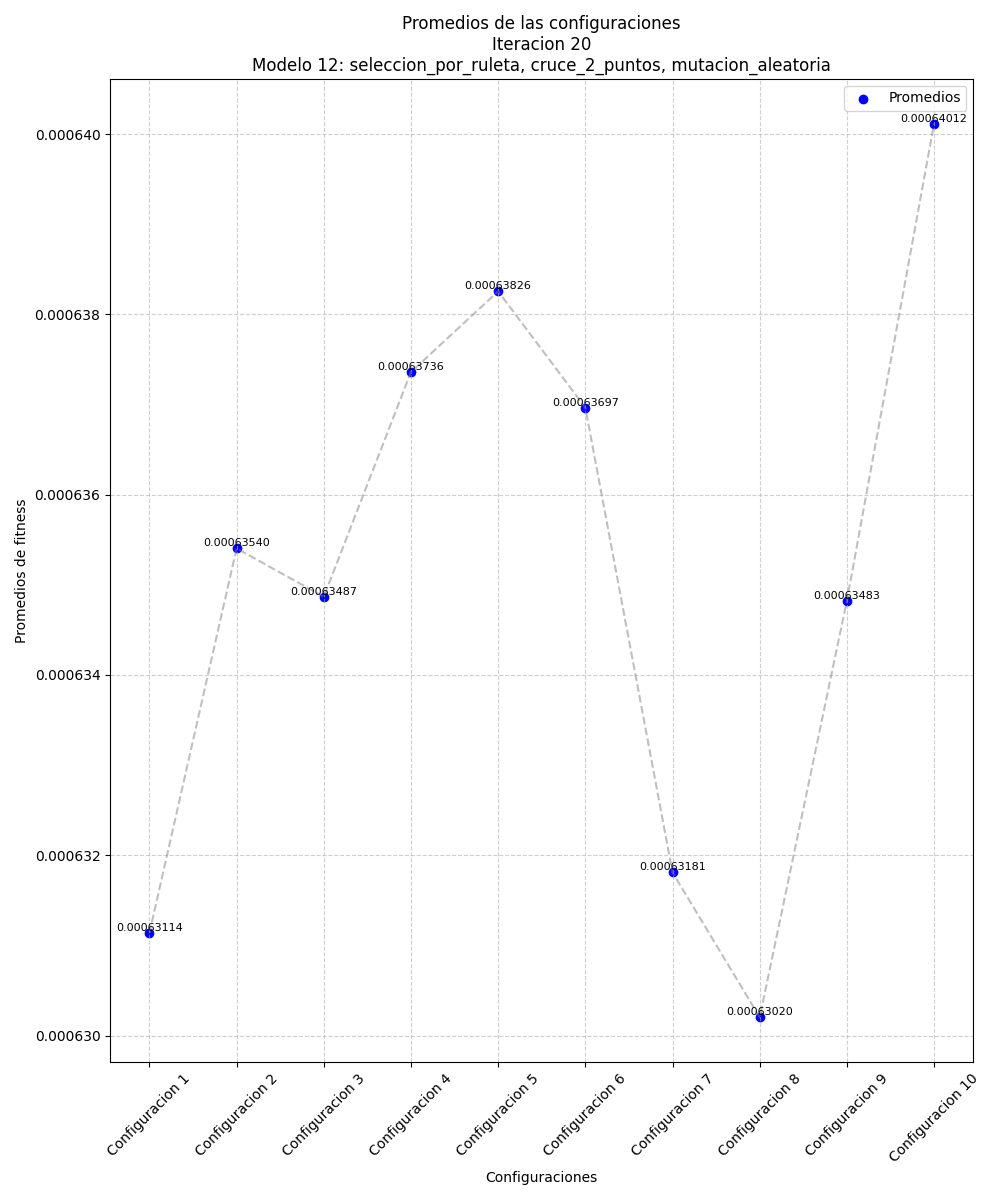 Promedios de las configuraciones
Iteracion 20
Modelo 12: seleccion_por_ruleta, cruce_2_puntos, mutacion_aleatoria
Promedios
0.00064012
0.000640
0.00063826
0.000638
0.00063736
0.00063697
0.000636
0.00063540
0.00063487
0.00063483
0.000634
0.00063181
0.000632
0.00063114
0.00063020
0.000630
Promedios de fitness
Configuracion 1
Configuracion 2
Configuracion 3
Configuracion 4
Configuracion 5
Configuracion 6
Configuracion 7
Configuracion 8
Configuracion 9
Configuracion 10
Configuraciones